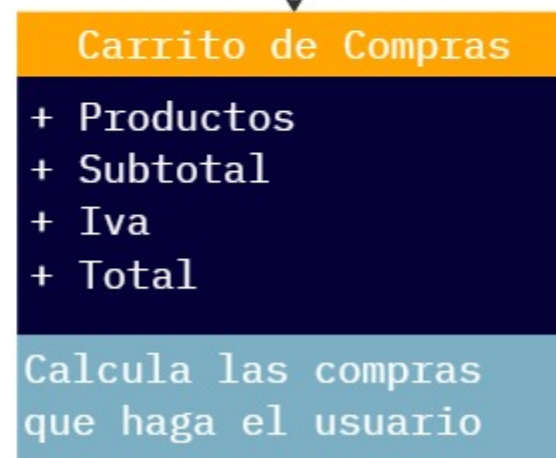 Carrito de Compras
+ Productos
+ Subtotal
+ Iva
+ Total
Calcula las compras
que haga el usuario